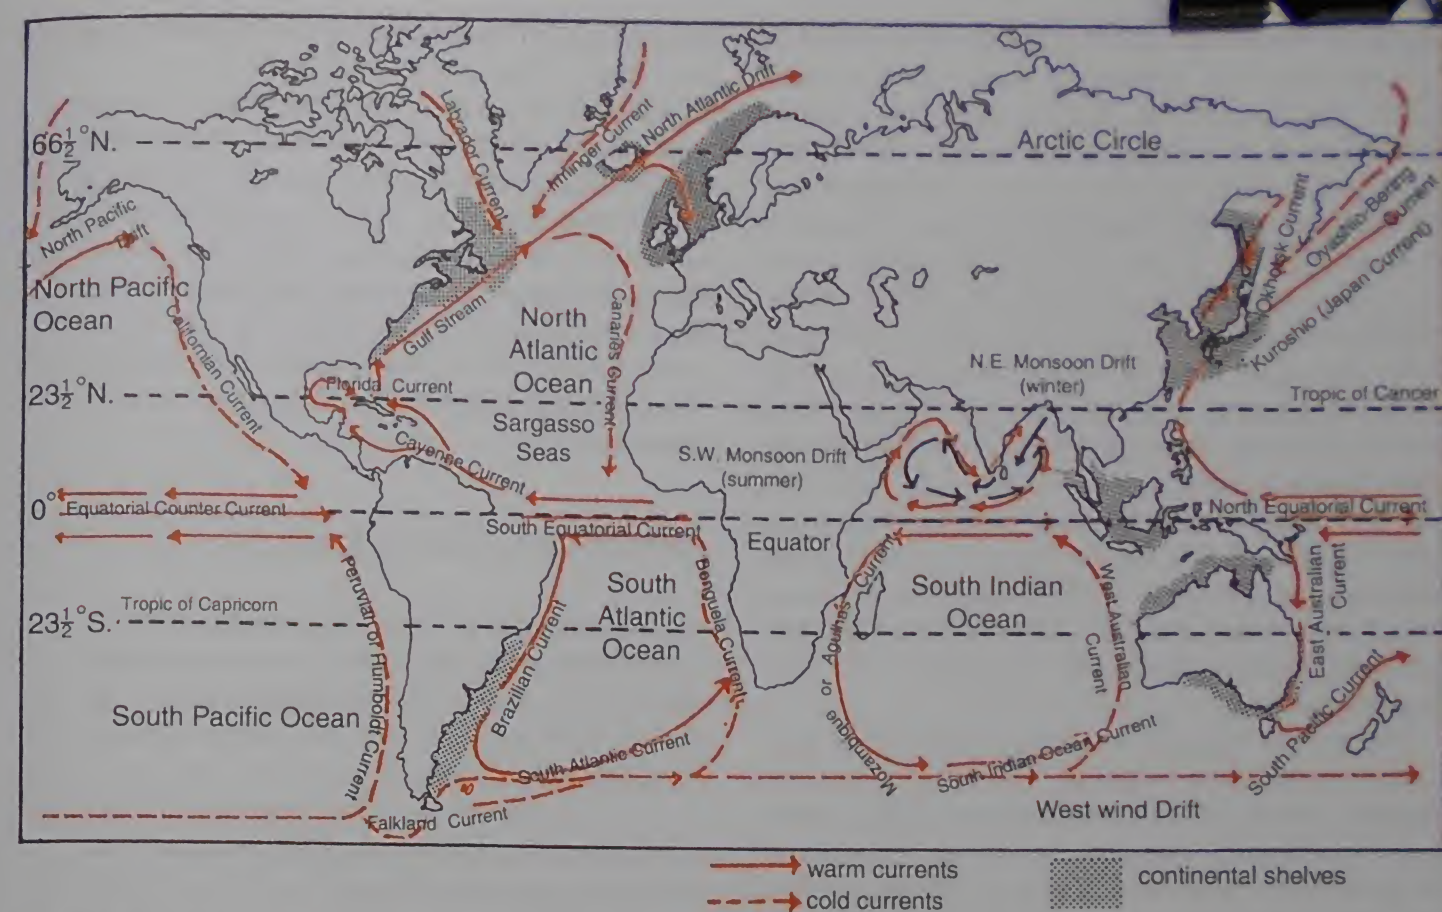 Labrador Current
Irminger Current
North Atlantic Drift
66½°N.
Arctic Circle
North Pacific
Drift
Okhotsk Current
Oyashio-Bering
Current
Kuroshio (Japan Current)
North Pacific
Ocean
Californian Current
Gulf Stream
North
Atlantic
Ocean
Canaries Current
N.E. Monsoon Drift
(winter)
23½°N.
Florida Current
Tropic of Cancer
Sargasso
Seas
Cayenne Current
S.W. Monsoon Drift
(summer)
0°
Equatorial Counter Current
South Equatorial Current
Equator
North Equatorial Current
Peruvian or Humboldt Current
Tropic of Capricorn
23½°S.
South
Atlantic
Ocean
Brazilian Current
Benguela Current
Mozambique or Agulhas Current
South Indian
Ocean
West Australian
Current
East Australian
Current
South Pacific Ocean
South Atlantic Current
South Indian Ocean Current
South Pacific Current
Falkland Current
West wind Drift
warm currents
cold currents
continental shelves